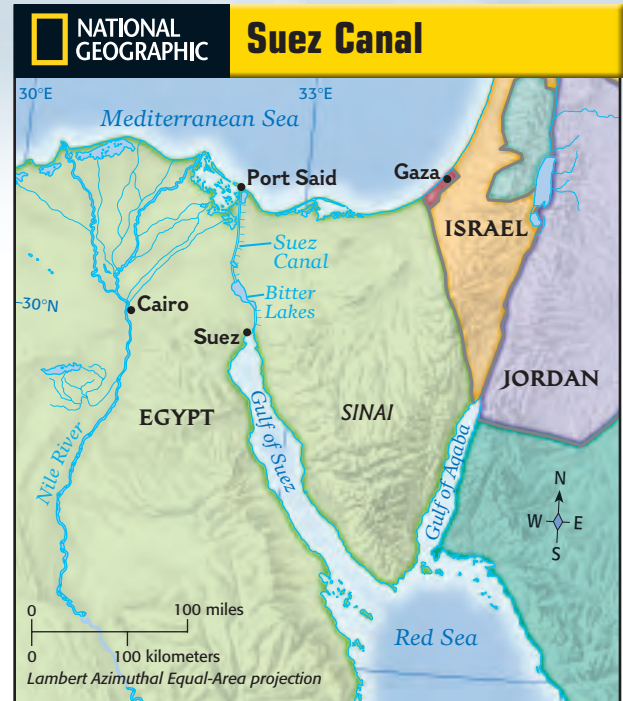 NATIONAL
GEOGRAPHIC
Suez Canal
30°E
33°E
Mediterranean Sea
Port Said
Gaza
ISRAEL
Suez
Canal
30°N
Cairo
Bitter
Lakes
Suez
JORDAN
EGYPT
SINAI
Gulf of Suez
Gulf of Aqaba
Nile River
N
W E
S
0 100 miles
0 100 kilometers
Red Sea
Lambert Azimuthal Equal-Area projection